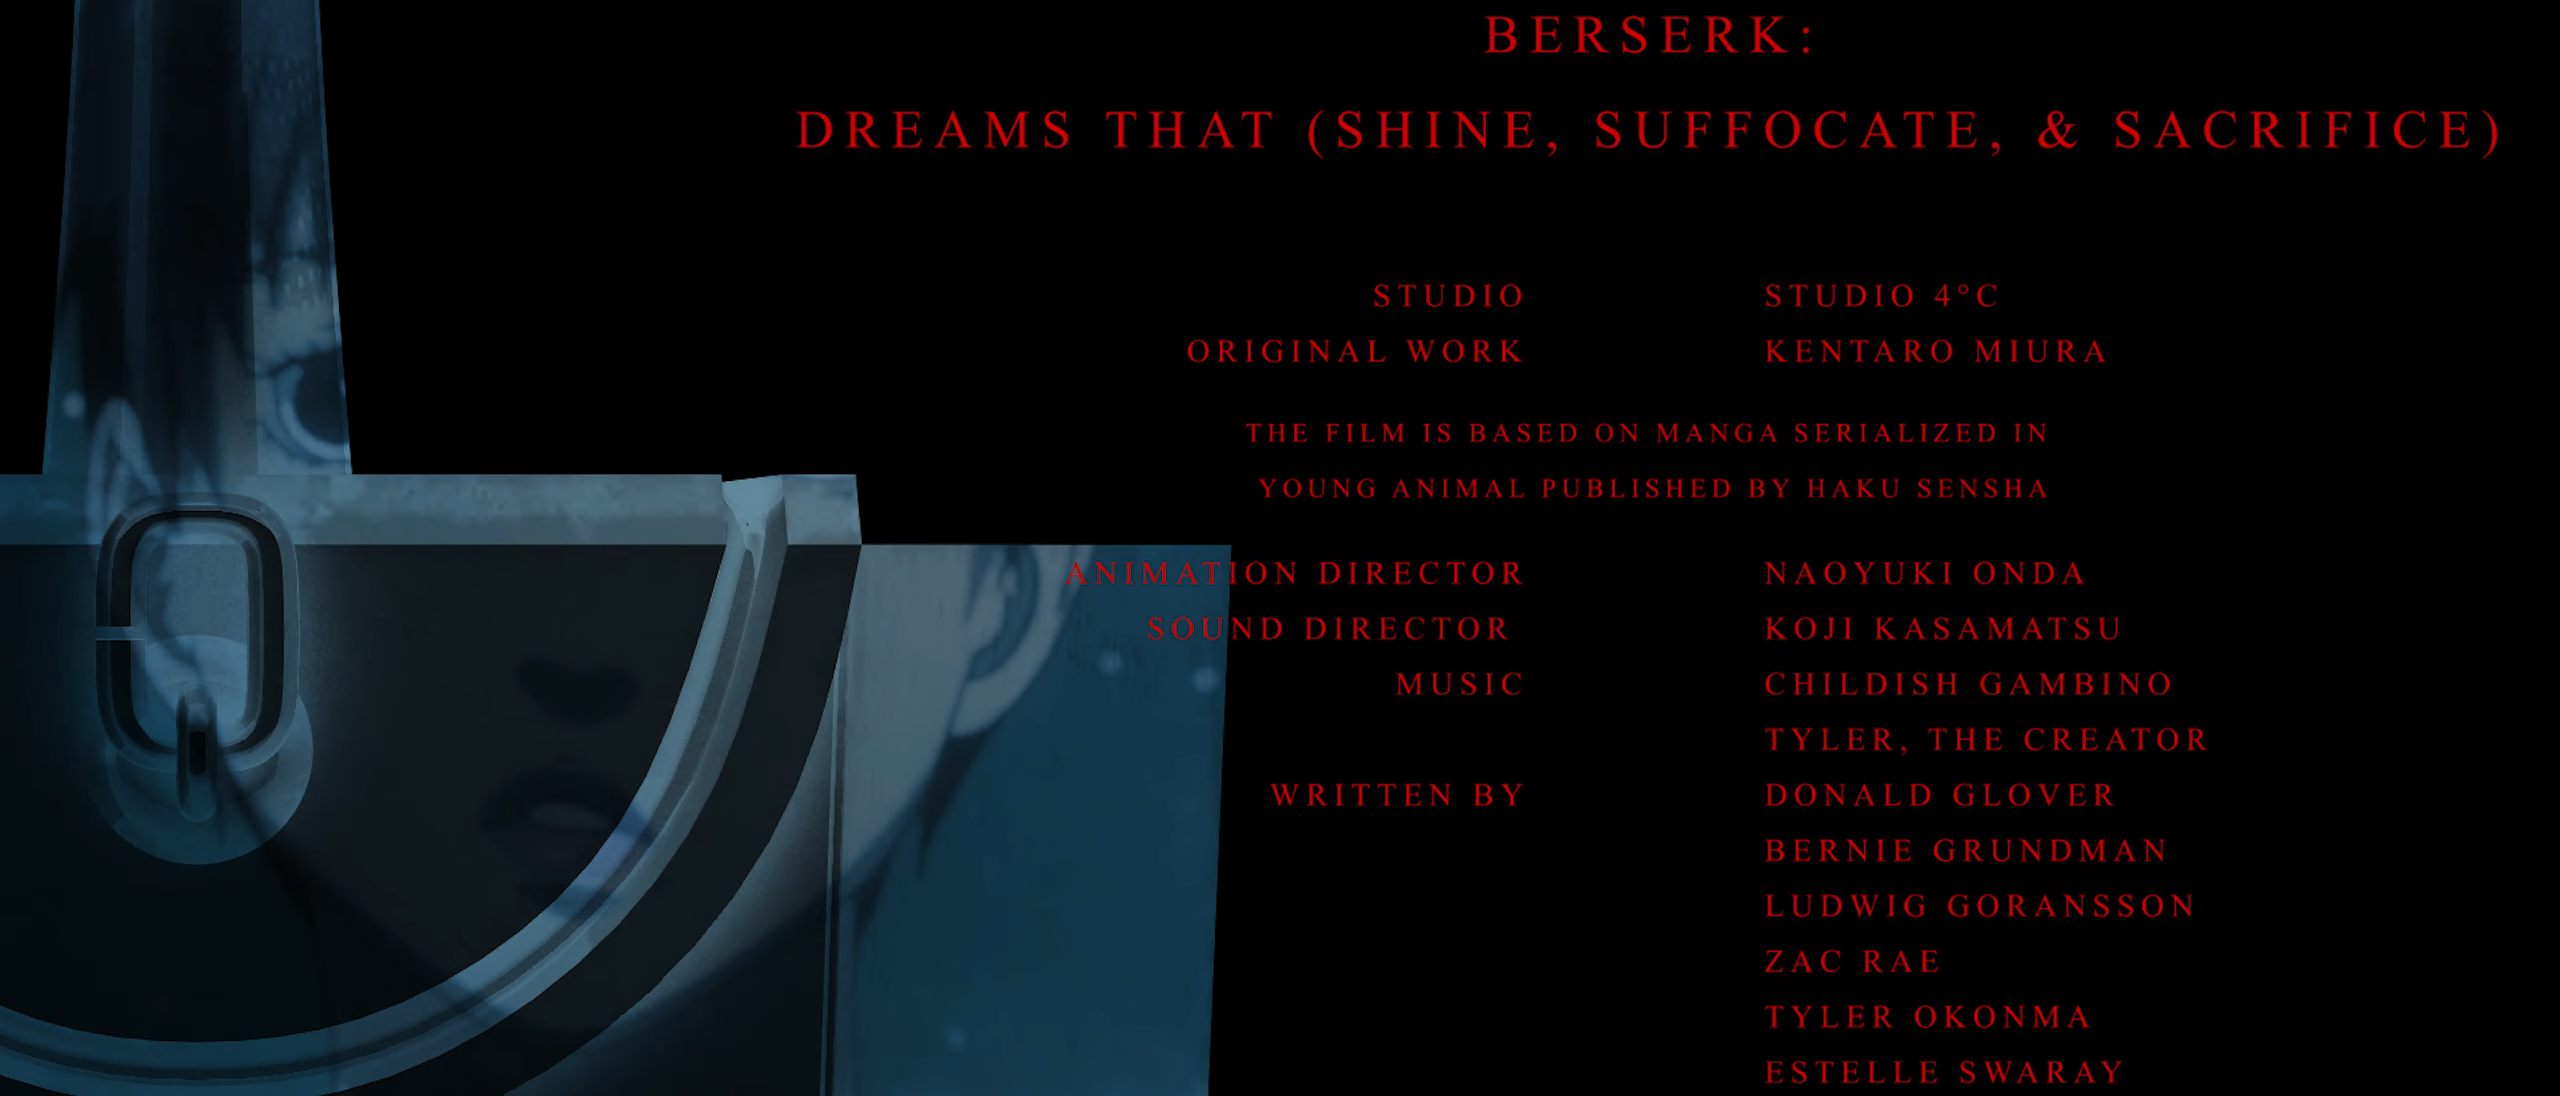 BERSERK:
DREAMS THAT (SHINE, SUFFOCATE, & SACRIFICE)
STUDIO STUDIO 4°C
ORIGINAL WORK KENTARO MIURA
THE FILM IS BASED ON MANGA SERIALIZED IN
YOUNG ANIMAL PUBLISHED BY HAKU SENSHA
ANIMATION DIRECTOR NAOYUKI ONDA
SOUND DIRECTOR KOJI KASAMATSU
MUSIC CHILDISH GAMBINO
TYLER, THE CREATOR
WRITTEN BY DONALD GLOVER
BERNIE GRUNDMAN
LUDWIG GORANSSON
ZAC RAE
TYLER OKONMA
ESTELLE SWARAY